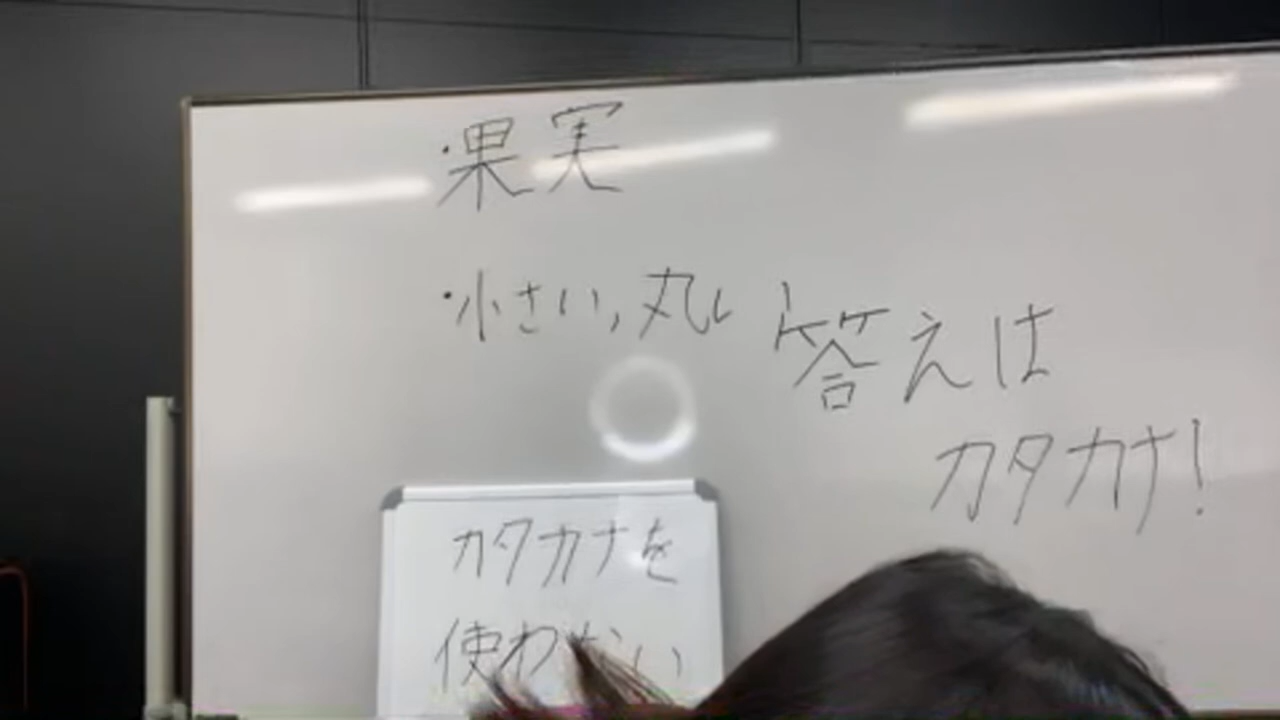 ・果実
・小さい,丸い
答えは
カタカナ!
カタカナを
使わない